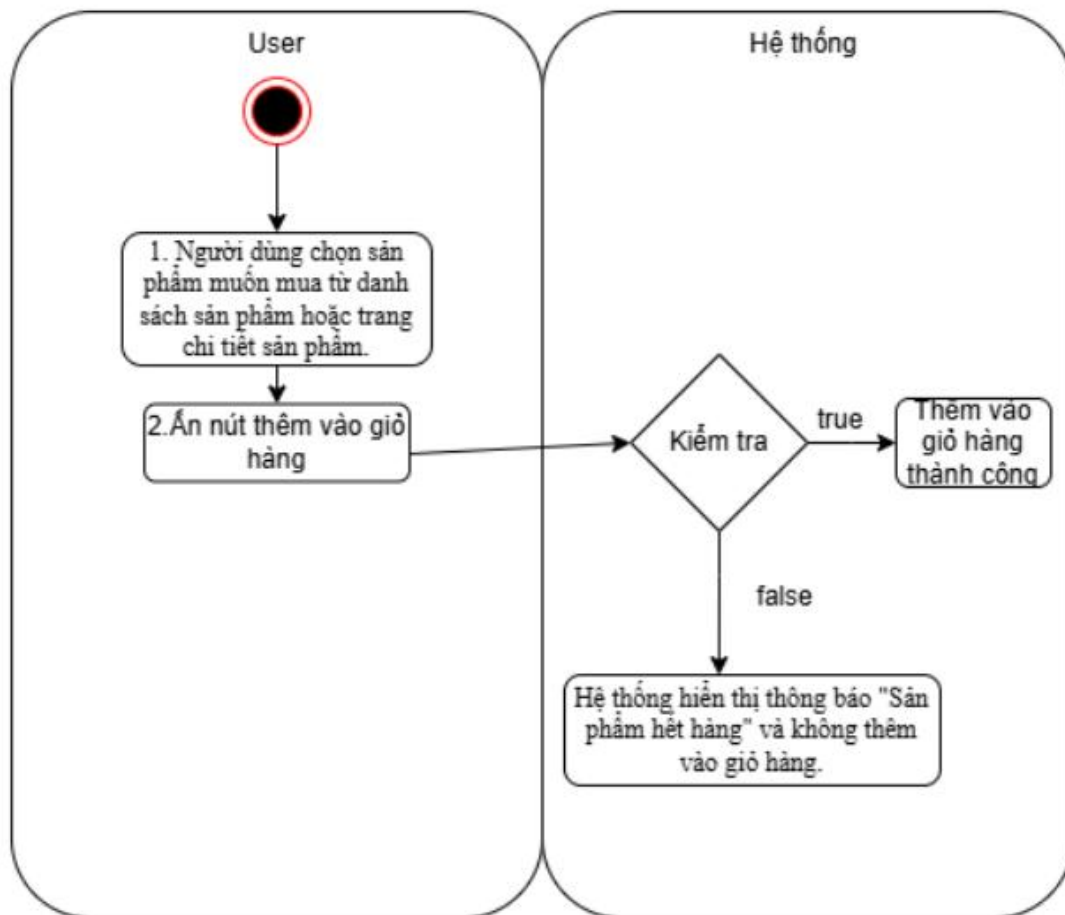 User
Hệ thống
1. Người dùng chọn sản
phẩm muốn mua từ danh
sách sản phẩm hoặc trang
chi tiết sản phẩm.
2.Ấn nút thêm vào giỏ
hàng
Kiểm tra
true
Thêm vào
giỏ hàng
thành công
false
Hệ thống hiển thị thông báo "Sản
phẩm hết hàng" và không thêm
vào giỏ hàng.